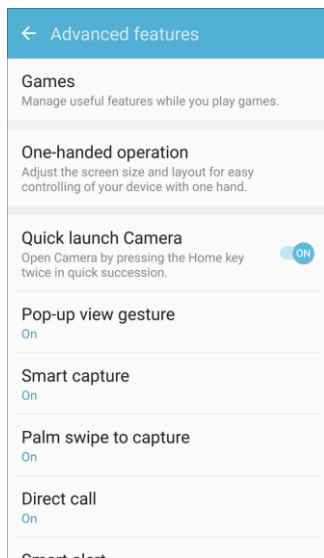 Advanced features
Games
Manage useful features while you play games.
One-handed operation
Adjust the screen size and layout for easy
controlling of your device with one hand.
Quick launch Camera
Open Camera by pressing the Home key
twice in quick succession.
ON
Pop-up view gesture
On
Smart capture
On
Palm swipe to capture
On
Direct call
On
Smart alert